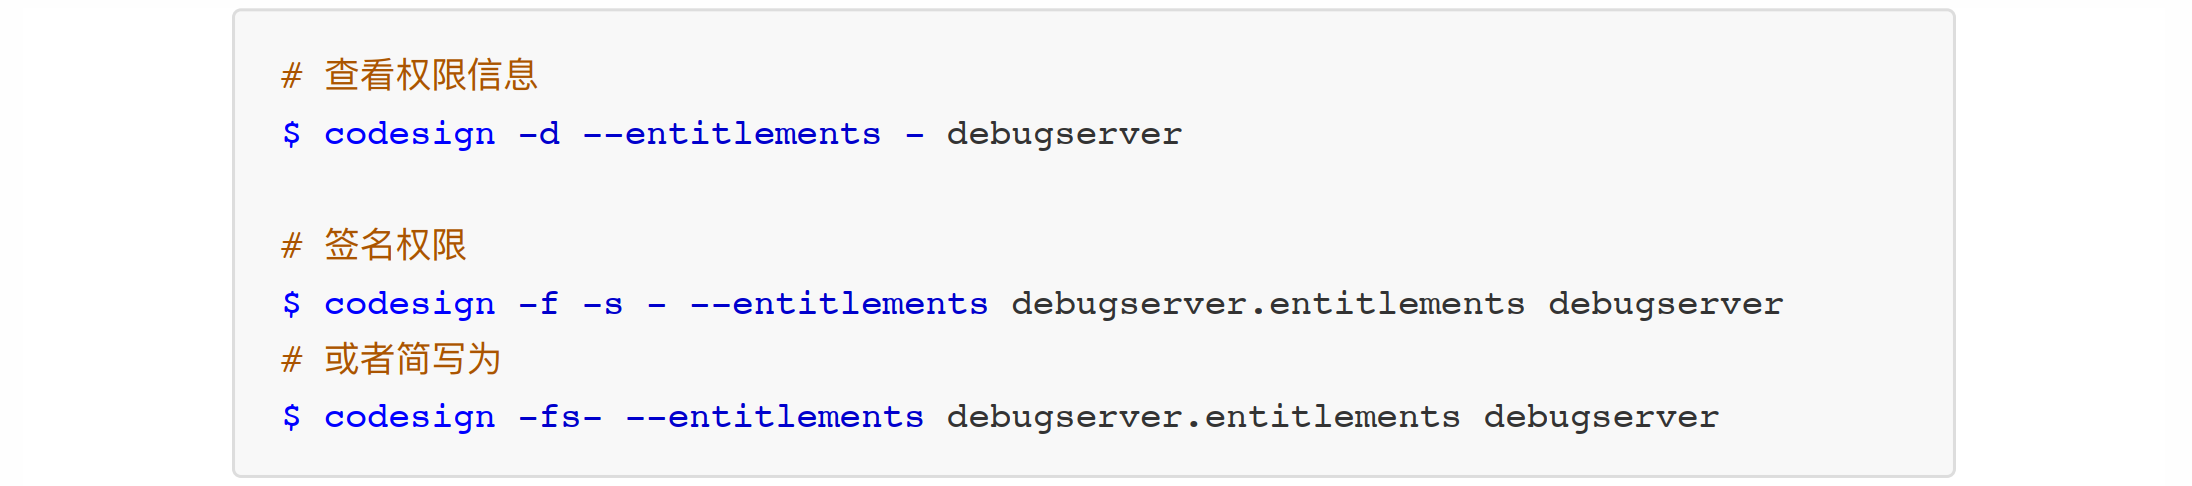 # 查看权限信息
$ codesign -d --entitlements - debugserver
# 签名权限
$ codesign -f -s - --entitlements debugserver.entitlements debugserver
# 或者简写为
$ codesign -fs- --entitlements debugserver.entitlements debugserver